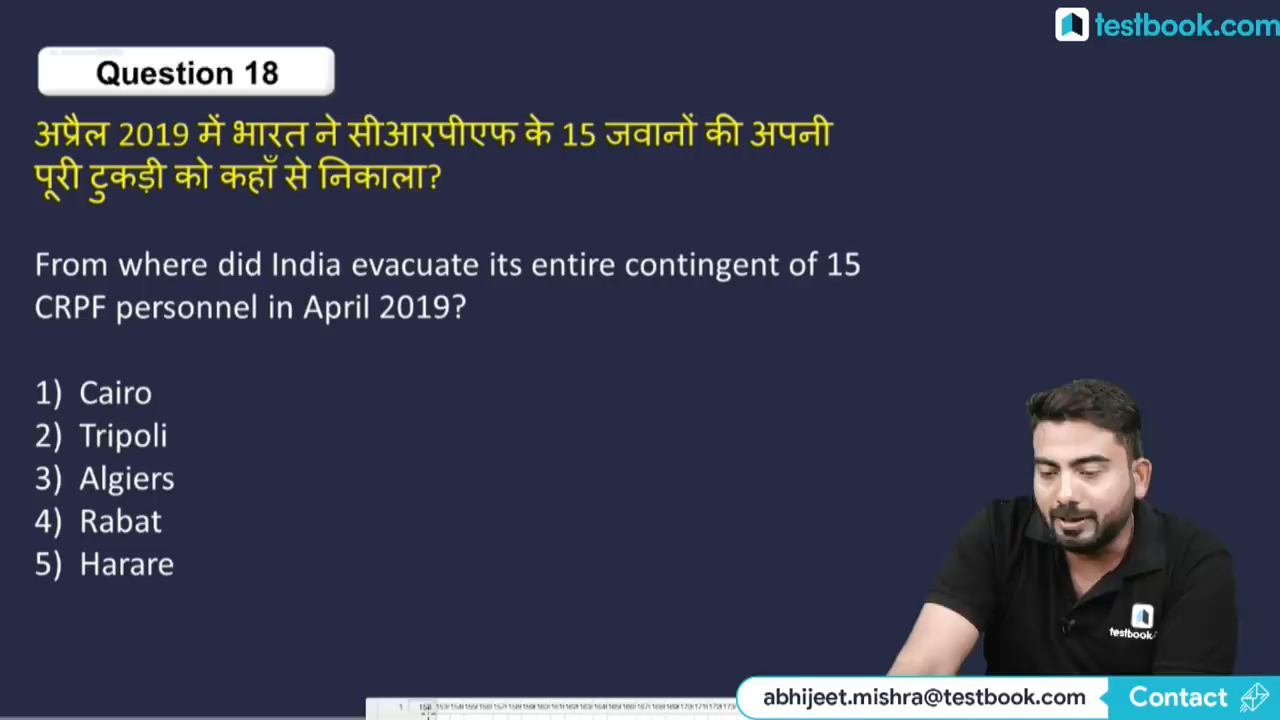 testbook.com
Question 18
अप्रैल 2019 में भारत ने सीआरपीएफ के 15 जवानों की अपनी
पूरी टुकड़ी को कहाँ से निकाला?
From where did India evacuate its entire contingent of 15
CRPF personnel in April 2019?
1) Cairo
2) Tripoli
3) Algiers
4) Rabat
5) Harare
testbook
abhijeet.mishra@testbook.com
Contact